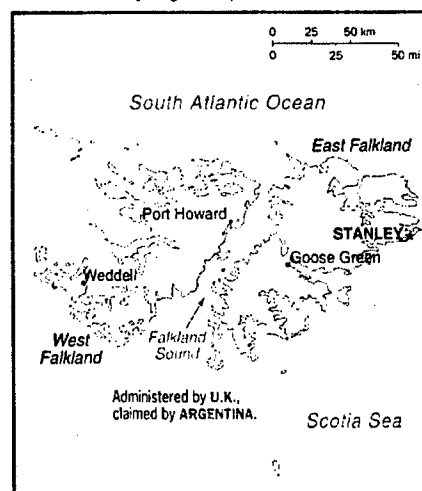 0 25 50 km
0 25 50 mi
South Atlantic Ocean
East Falkland
Port Howard
STANLEY
Goose Green
Weddell
West
Falkland
Falkland
Sound
Administered by U.K.,
claimed by ARGENTINA.
Scotia Sea